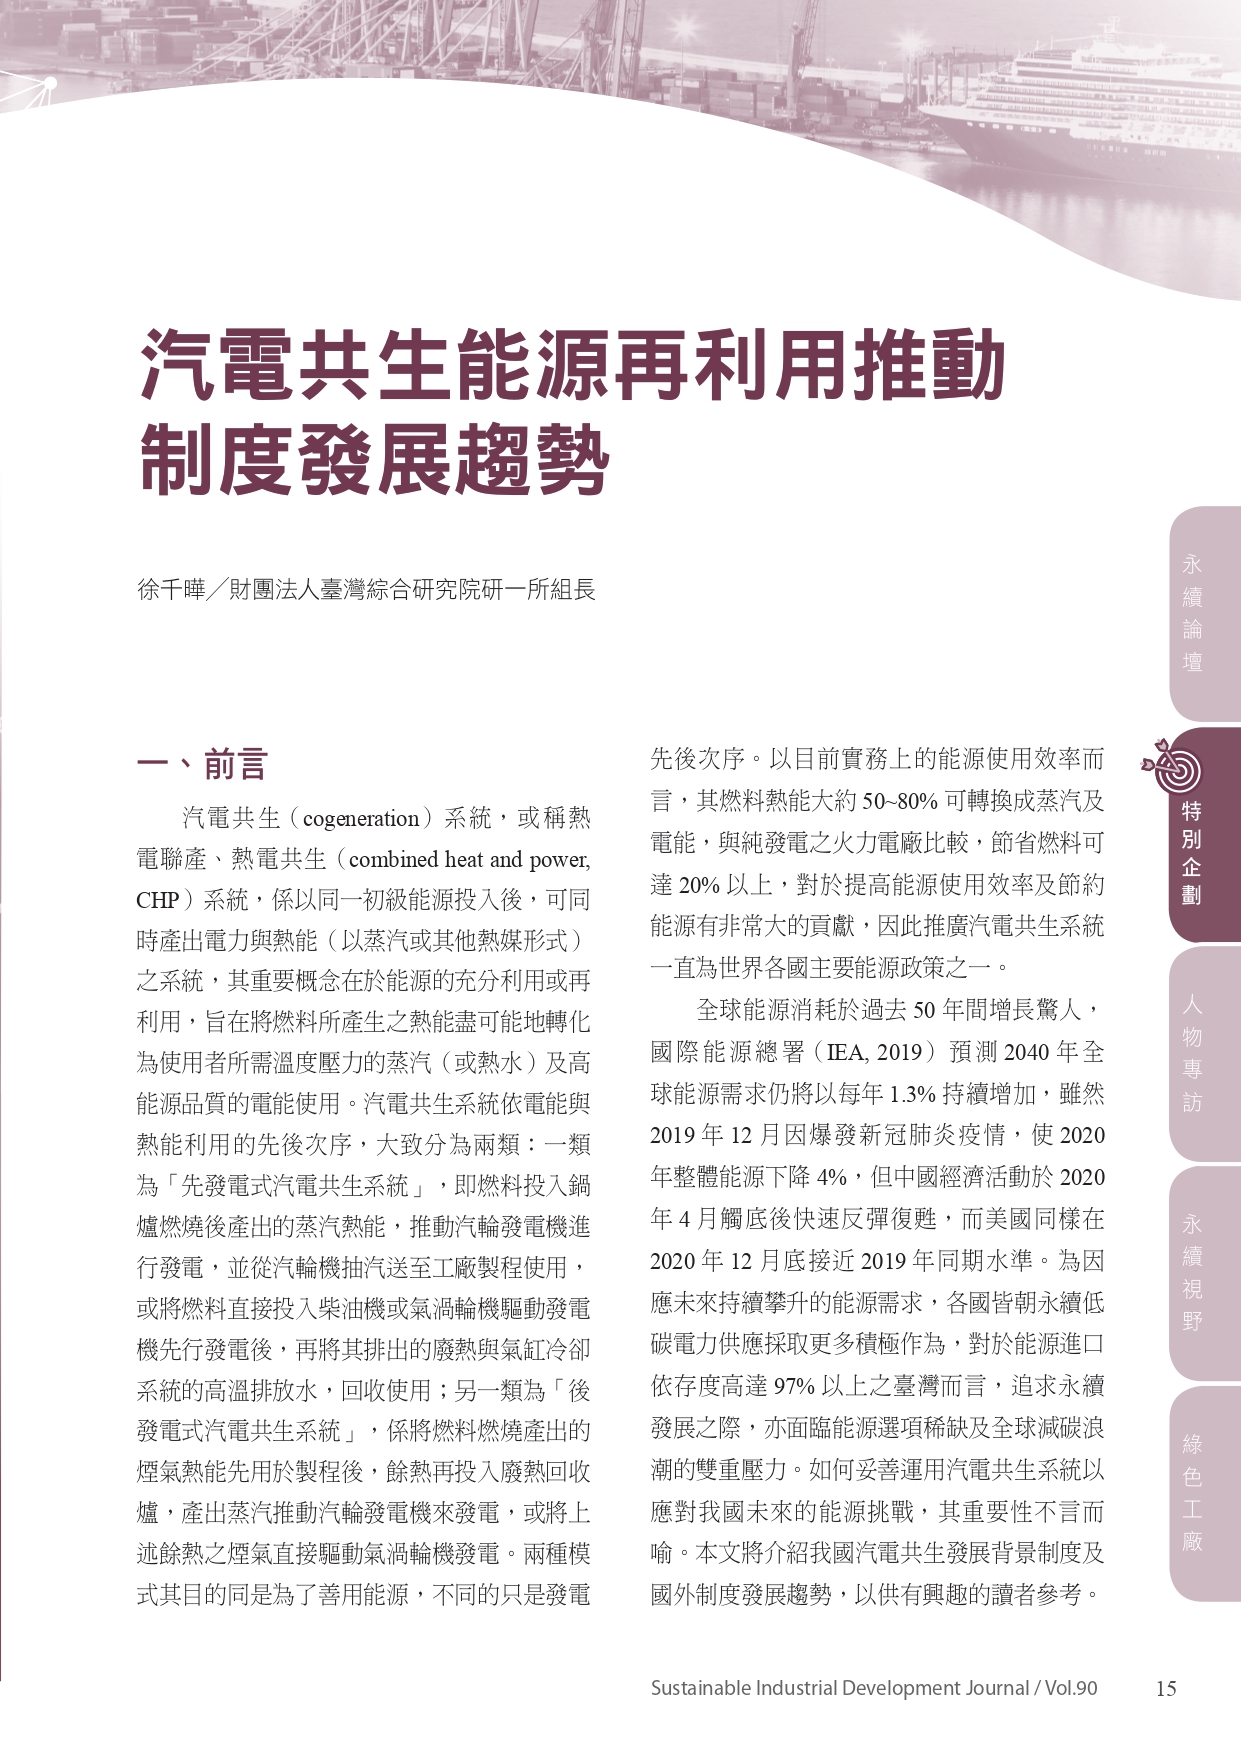 汽電共生能源再利用推動
制度發展趨勢
徐千曄／財團法人臺灣綜合研究院研一所組長
一、前言
汽電共生（cogeneration）系統，或稱熱
電聯產、熱電共生（combined heat and power,
CHP）系統，係以同一初級能源投入後，可同
時產出電力與熱能（以蒸汽或其他熱媒形式）
之系統，其重要概念在於能源的充分利用或再
利用，旨在將燃料所產生之熱能盡可能地轉化
為使用者所需溫度壓力的蒸汽（或熱水）及高
能源品質的電能使用。汽電共生系統依電能與
熱能利用的先後次序，大致分為兩類：一類
為「先發電式汽電共生系統」，即燃料投入鍋
爐燃燒後產出的蒸汽熱能，推動汽輪發電機進
行發電，並從汽輪機抽汽送至工廠製程使用，
或將燃料直接投入柴油機或氣渦輪機驅動發電
機先行發電後，再將其排出的廢熱與氣缸冷卻
系統的高溫排放水，回收使用；另一類為「後
發電式汽電共生系統」，係將燃料燃燒產出的
煙氣熱能先用於製程後，餘熱再投入廢熱回收
爐，產出蒸汽推動汽輪發電機來發電，或將上
述餘熱之煙氣直接驅動氣渦輪機發電。兩種模
式其目的同是為了善用能源，不同的只是發電
先後次序。以目前實務上的能源使用效率而
言，其燃料熱能大約 50~80% 可轉換成蒸汽及
電能，與純發電之火力電廠比較，節省燃料可
達 20% 以上，對於提高能源使用效率及節約
能源有非常大的貢獻，因此推廣汽電共生系統
一直為世界各國主要能源政策之一。
全球能源消耗於過去 50 年間增長驚人，
國際能源總署（IEA, 2019）預測 2040 年全
球能源需求仍將以每年 1.3% 持續增加，雖然
2019 年 12 月因爆發新冠肺炎疫情，使 2020
年整體能源下降 4%，但中國經濟活動於 2020
年 4 月觸底後快速反彈復甦，而美國同樣在
2020 年 12 月底接近 2019 年同期水準。為因
應未來持續攀升的能源需求，各國皆朝永續低
碳電力供應採取更多積極作為，對於能源進口
依存度高達 97% 以上之臺灣而言，追求永續
發展之際，亦面臨能源選項稀缺及全球減碳浪
潮的雙重壓力。如何妥善運用汽電共生系統以
應對我國未來的能源挑戰，其重要性不言而
喻。本文將介紹我國汽電共生發展背景制度及
國外制度發展趨勢，以供有興趣的讀者參考。
永續論壇
特別企劃
人物專訪
永續視野
綠色工廠
Sustainable Industrial Development Journal / Vol.90
15